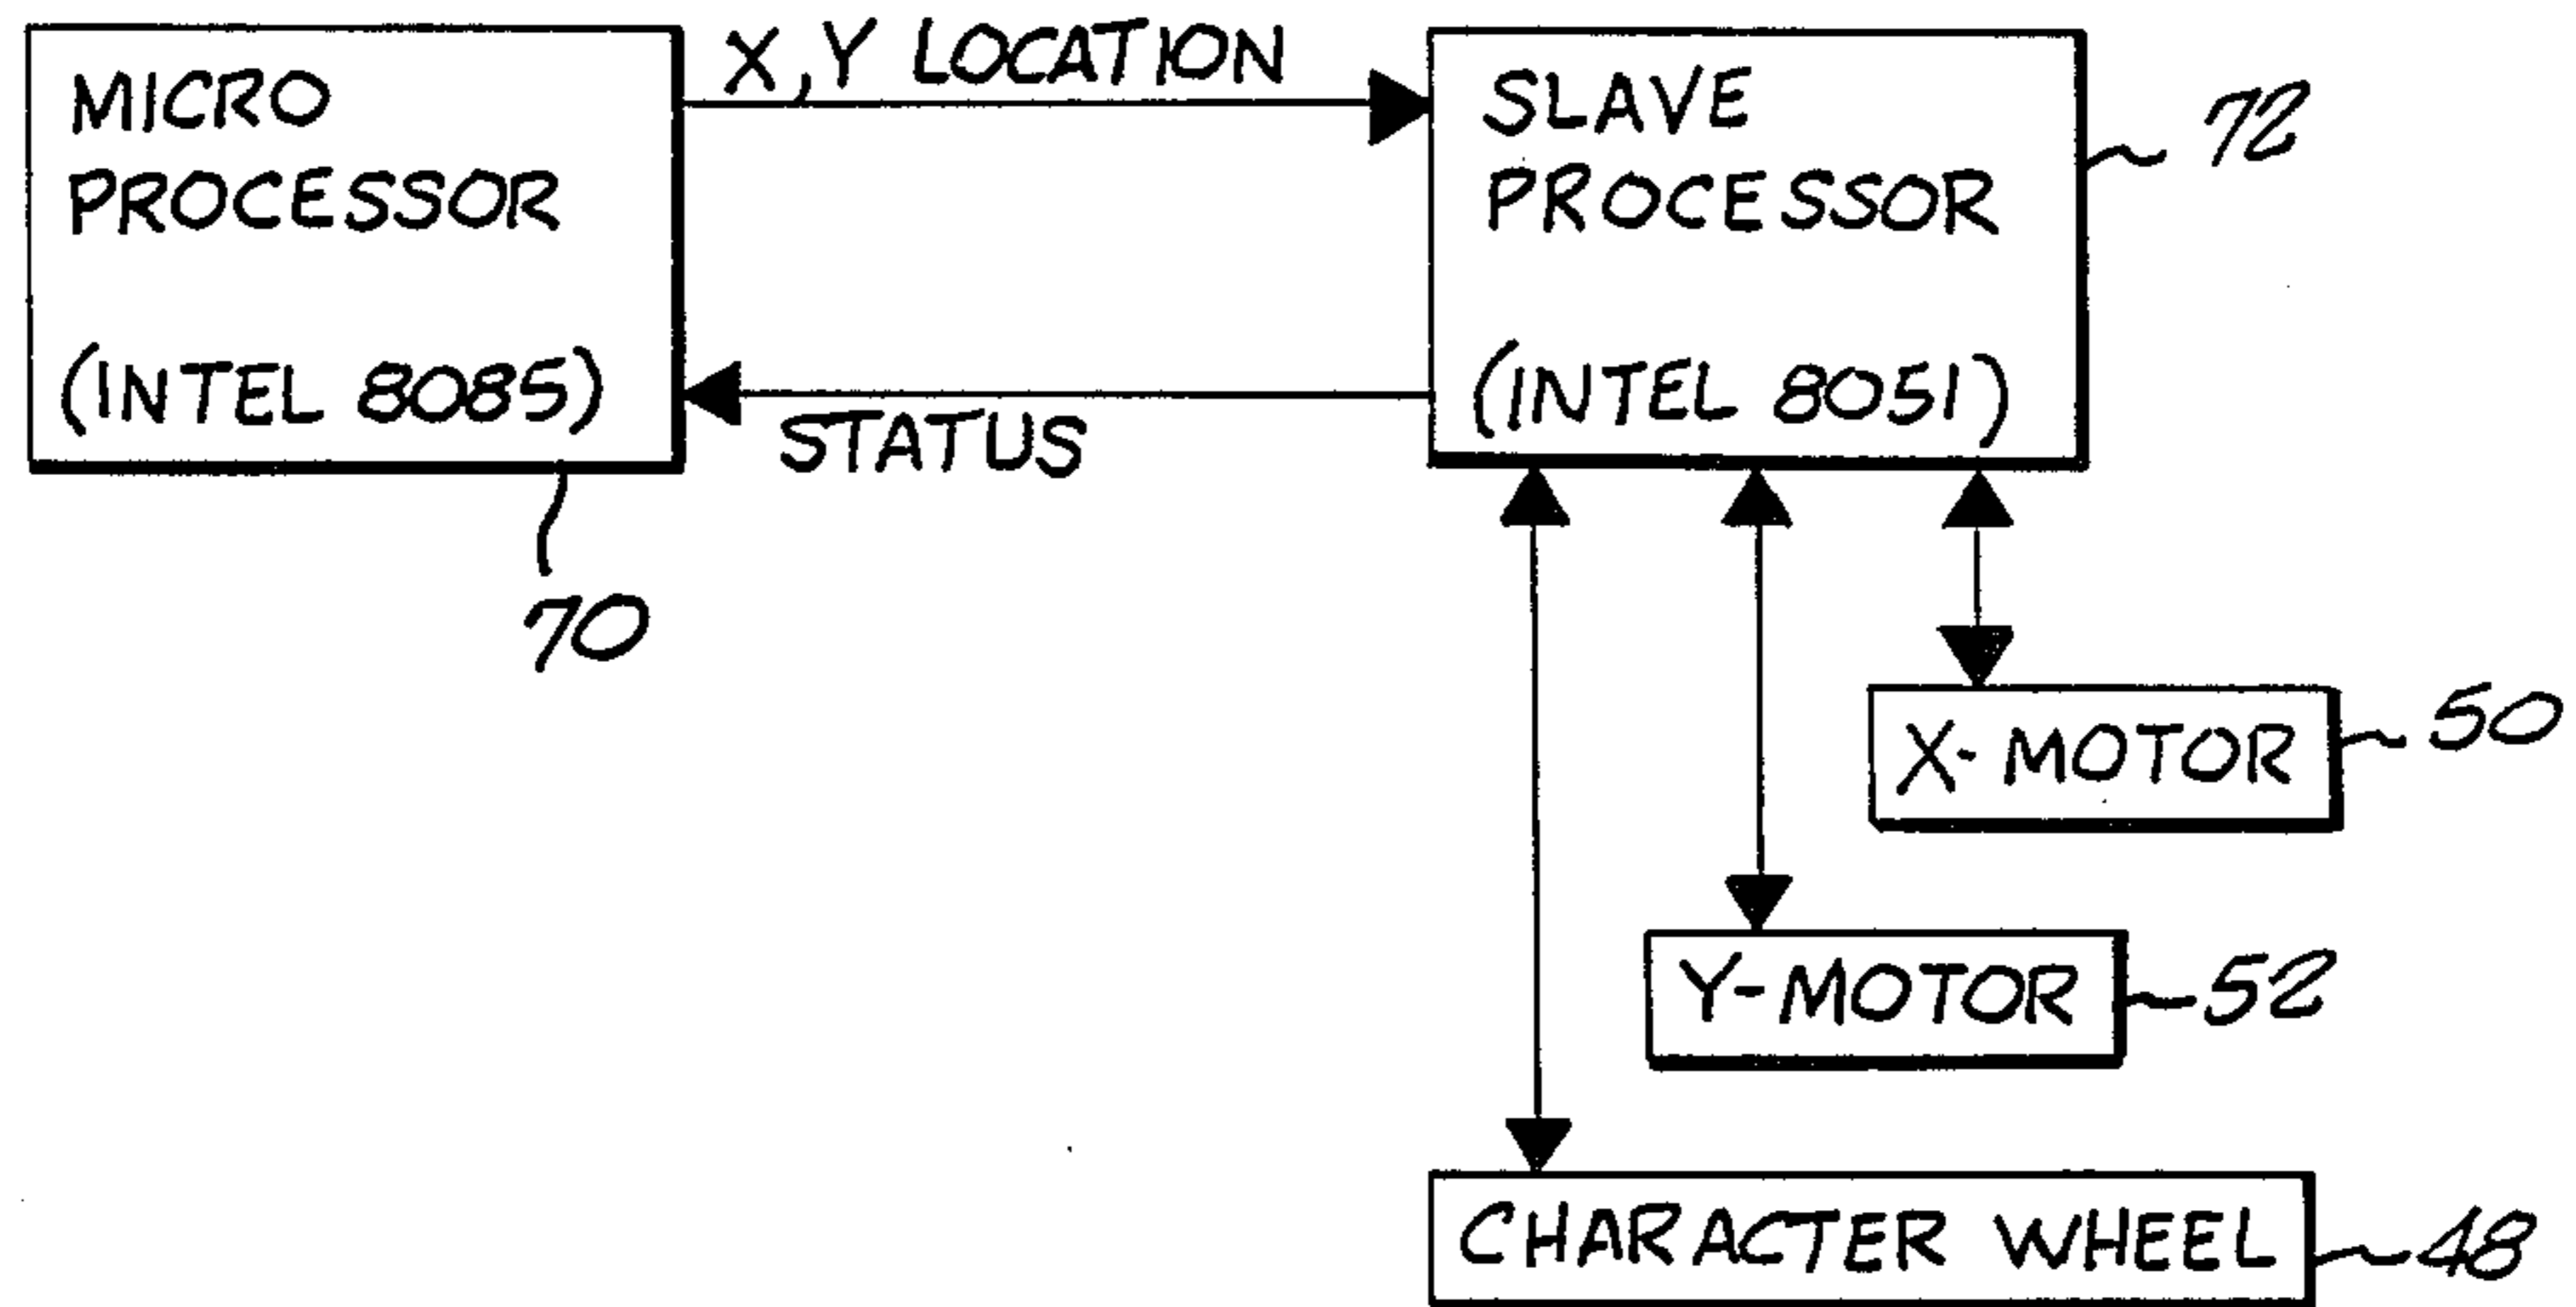 MICRO
PROCESSOR
(INTEL 8085)
70
X,Y LOCATION
STATUS
SLAVE
PROCESSOR
(INTEL 8051)
72
X-MOTOR
50
Y-MOTOR
52
CHARACTER WHEEL
48